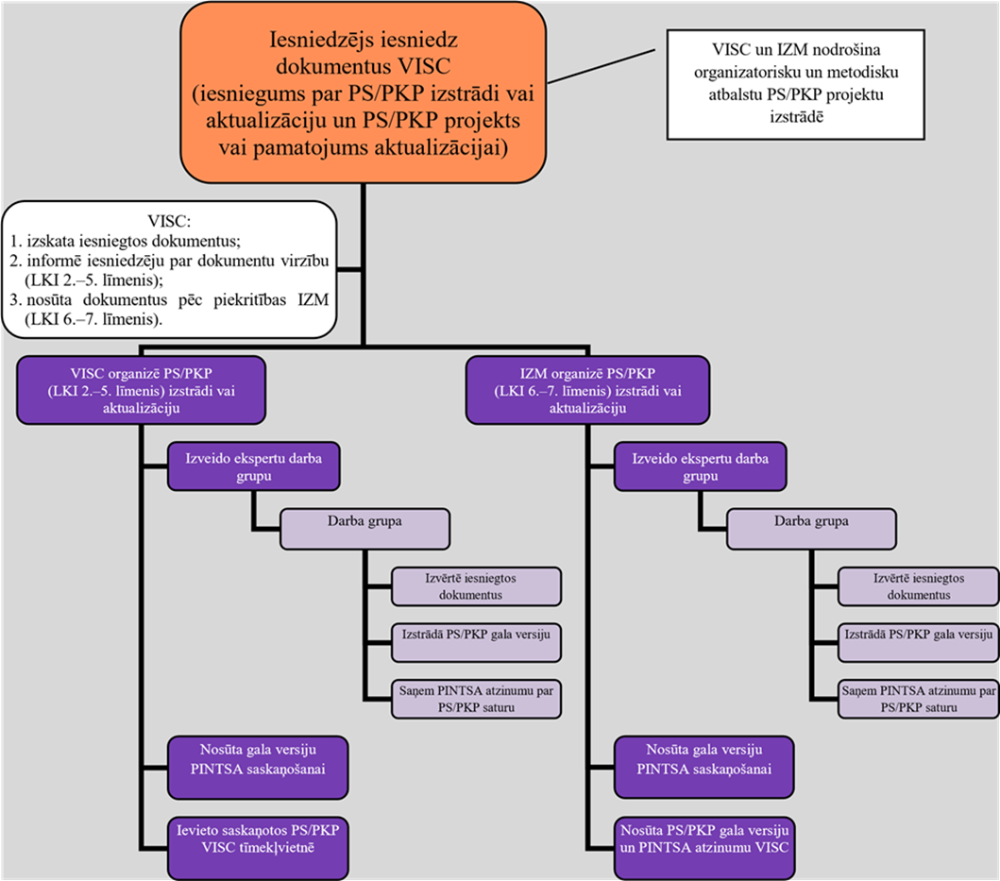 Iesniedzējs iesniedz
dokumentus VISC
(iesniegums par PS/PKP izstrādi vai
aktualizāciju un PS/PKP projekts
vai pamatojums aktualizācijai)
VISC un IZM nodrošina
organizatorisku un metodisku
atbalstu PS/PKP projektu
izstrādē
VISC:
1. izskata iesniegtos dokumentus;
2. informē iesniedzēju par dokumentu virzību
(LKI 2.–5. līmenis);
3. nosūta dokumentus pēc piekritības IZM
(LKI 6.–7. līmenis).
VISC organizē PS/PKP
(LKI 2.–5. līmenis) izstrādi vai
aktualizāciju
Izveido ekspertu darba
grupu
Darba grupa
Izvērtē iesniegtos
dokumentus
Izstrādā PS/PKP gala versiju
Saņem PINTSA atzinumu par
PS/PKP saturu
Nosūta gala versiju
PINTSA saskaņošanai
Ievieto saskaņotos PS/PKP
VISC tīmekļvietnē
IZM organizē PS/PKP
(LKI 6.–7. līmenis) izstrādi vai
aktualizāciju
Izveido ekspertu darba
grupu
Darba grupa
Izvērtē iesniegtos
dokumentus
Izstrādā PS/PKP gala versiju
Saņem PINTSA atzinumu par
PS/PKP saturu
Nosūta gala versiju
PINTSA saskaņošanai
Nosūta PS/PKP gala versiju
un PINTSA atzinumu VISC